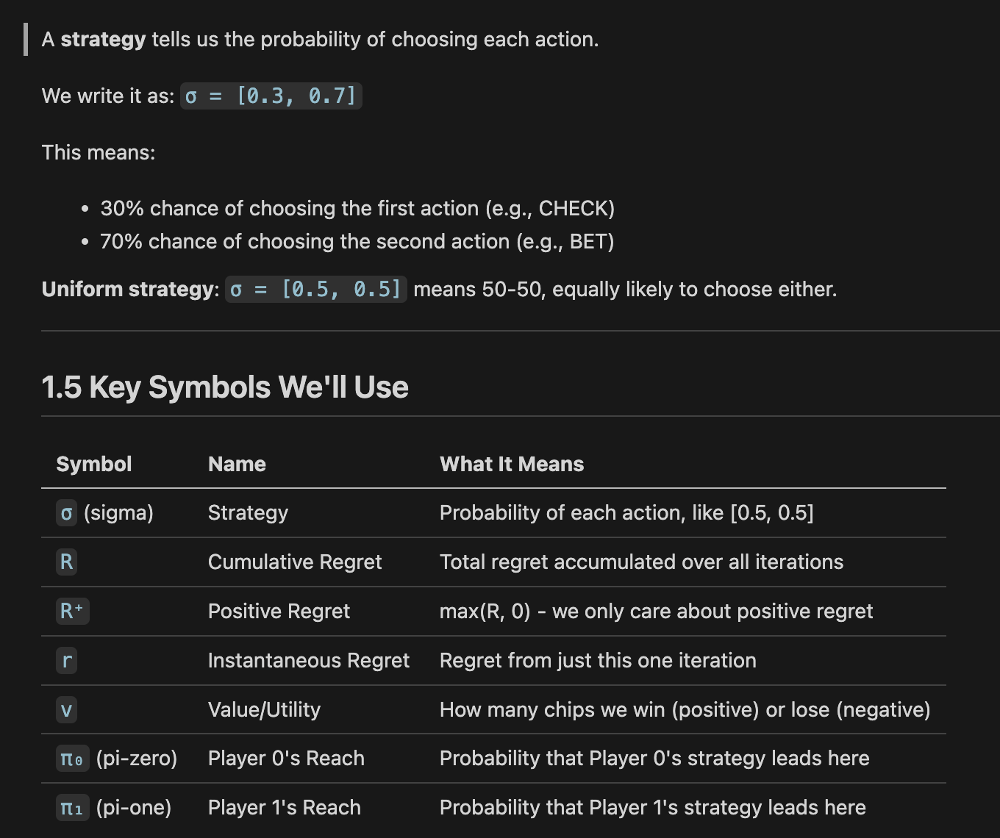 A strategy tells us the probability of choosing each action.
We write it as: σ = [0.3, 0.7]
This means:
• 30% chance of choosing the first action (e.g., CHECK)
• 70% chance of choosing the second action (e.g., BET)
Uniform strategy: σ = [0.5, 0.5] means 50-50, equally likely to choose either.
1.5 Key Symbols We'll Use
Symbol Name What It Means
σ (sigma) Strategy Probability of each action, like [0.5, 0.5]
R Cumulative Regret Total regret accumulated over all iterations
R⁺ Positive Regret max(R, 0) - we only care about positive regret
r Instantaneous Regret Regret from just this one iteration
v Value/Utility How many chips we win (positive) or lose (negative)
π₀ (pi-zero) Player 0's Reach Probability that Player 0's strategy leads here
π₁ (pi-one) Player 1's Reach Probability that Player 1's strategy leads here